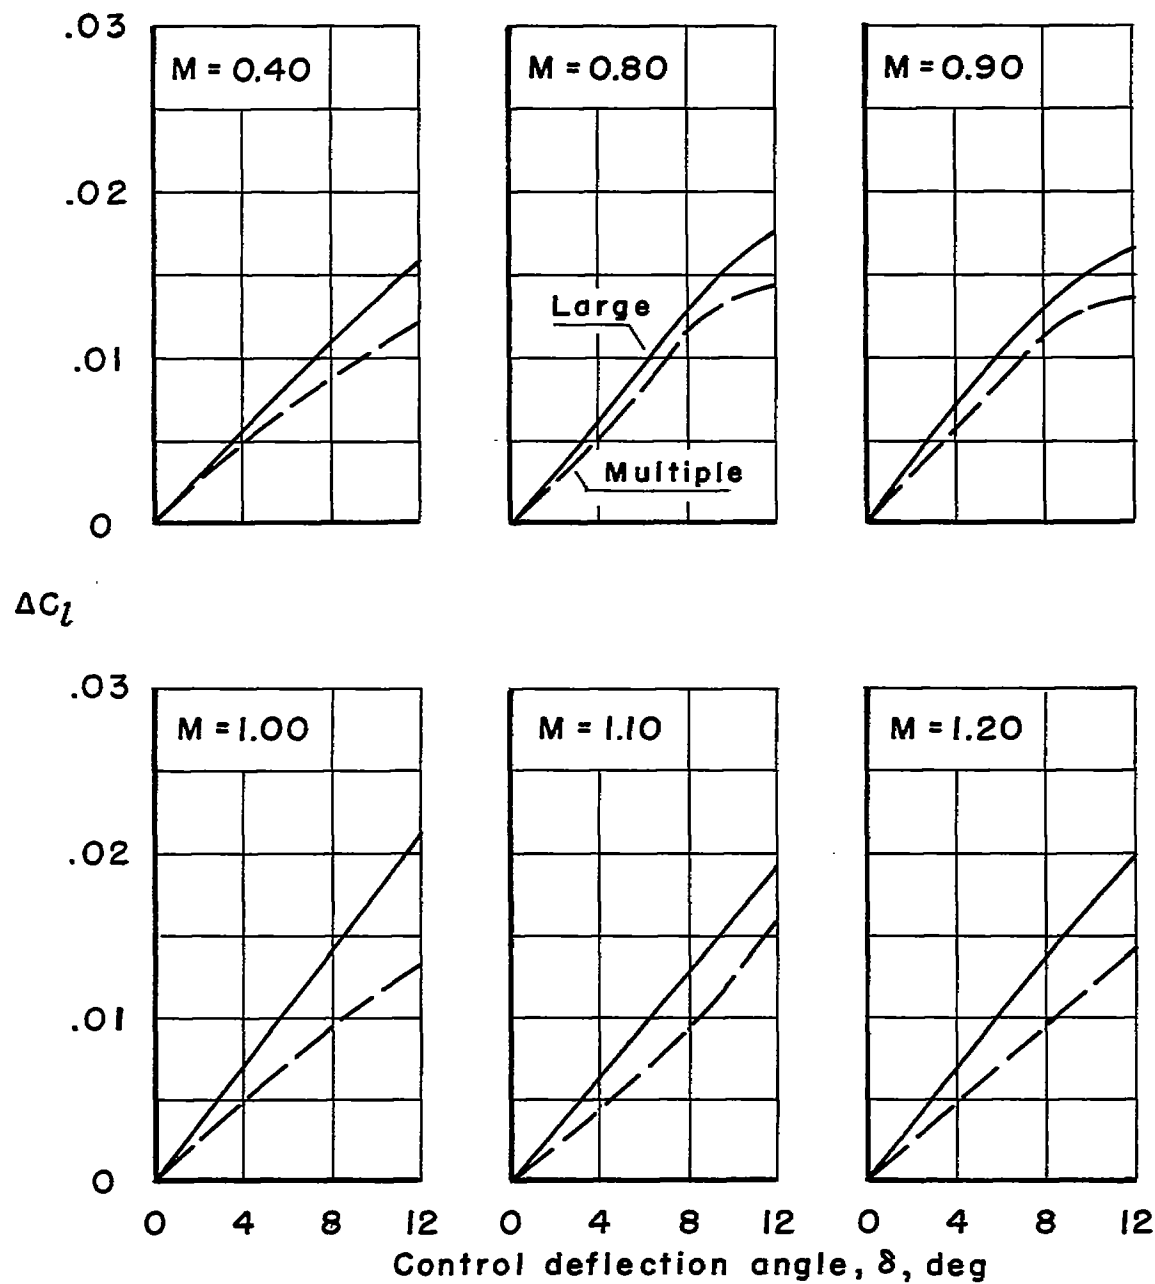 .03
M = 0.40
M = 0.80
M = 0.90
.02
Large
.01
Multiple
0
ΔCl
.03
M = 1.00
M = 1.10
M = 1.20
.02
.01
0
0 4 8 12 0 4 8 12 0 4 8 12
Control deflection angle, δ, deg